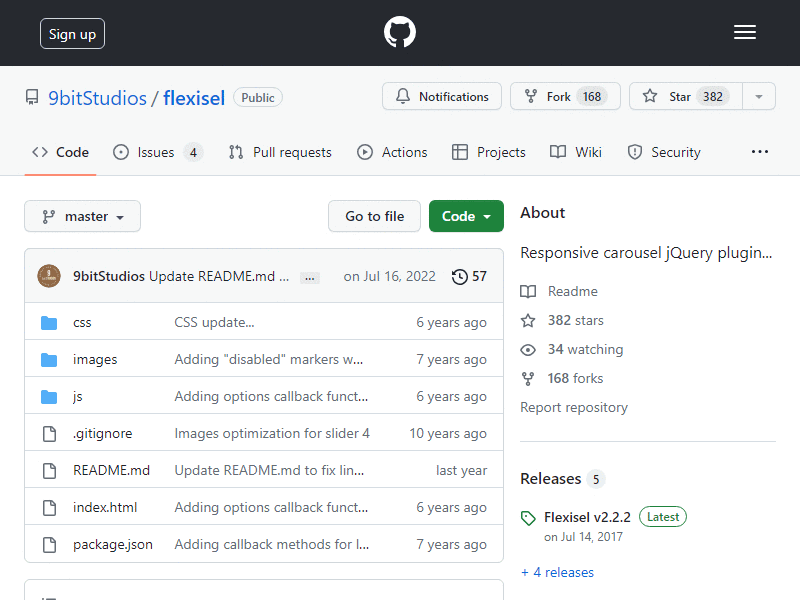 Sign up
9bitStudios / flexisel Public
Notifications Fork 168 Star 382
Code Issues 4 Pull requests Actions Projects Wiki Security ...
master Go to file Code
9bitStudios Update README.md ... ... on Jul 16, 2022 57
css CSS update... 6 years ago
images Adding "disabled" markers w... 7 years ago
js Adding options callback funct... 6 years ago
.gitignore Images optimization for slider 4 10 years ago
README.md Update README.md to fix lin... last year
index.html Adding options callback funct... 6 years ago
package.json Adding callback methods for l... 7 years ago
About
Responsive carousel jQuery plugin...
Readme
382 stars
34 watching
168 forks
Report repository
Releases 5
Flexisel v2.2.2 Latest
on Jul 14, 2017
+ 4 releases